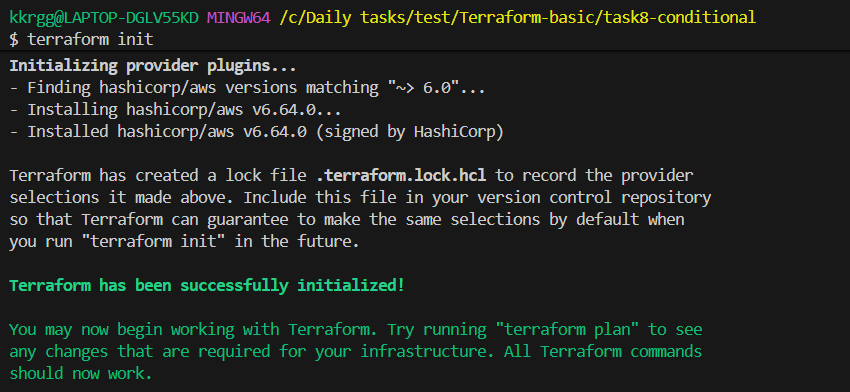 kkrgg@LAPTOP-DGLV55KD MINGW64 /c/Daily tasks/test/Terraform-basic/task8-conditional
$ terraform init
Initializing provider plugins...
- Finding hashicorp/aws versions matching "~> 6.0"...
- Installing hashicorp/aws v6.64.0...
- Installed hashicorp/aws v6.64.0 (signed by HashiCorp)
Terraform has created a lock file .terraform.lock.hcl to record the provider
selections it made above. Include this file in your version control repository
so that Terraform can guarantee to make the same selections by default when
you run "terraform init" in the future.
Terraform has been successfully initialized!
You may now begin working with Terraform. Try running "terraform plan" to see
any changes that are required for your infrastructure. All Terraform commands
should now work.